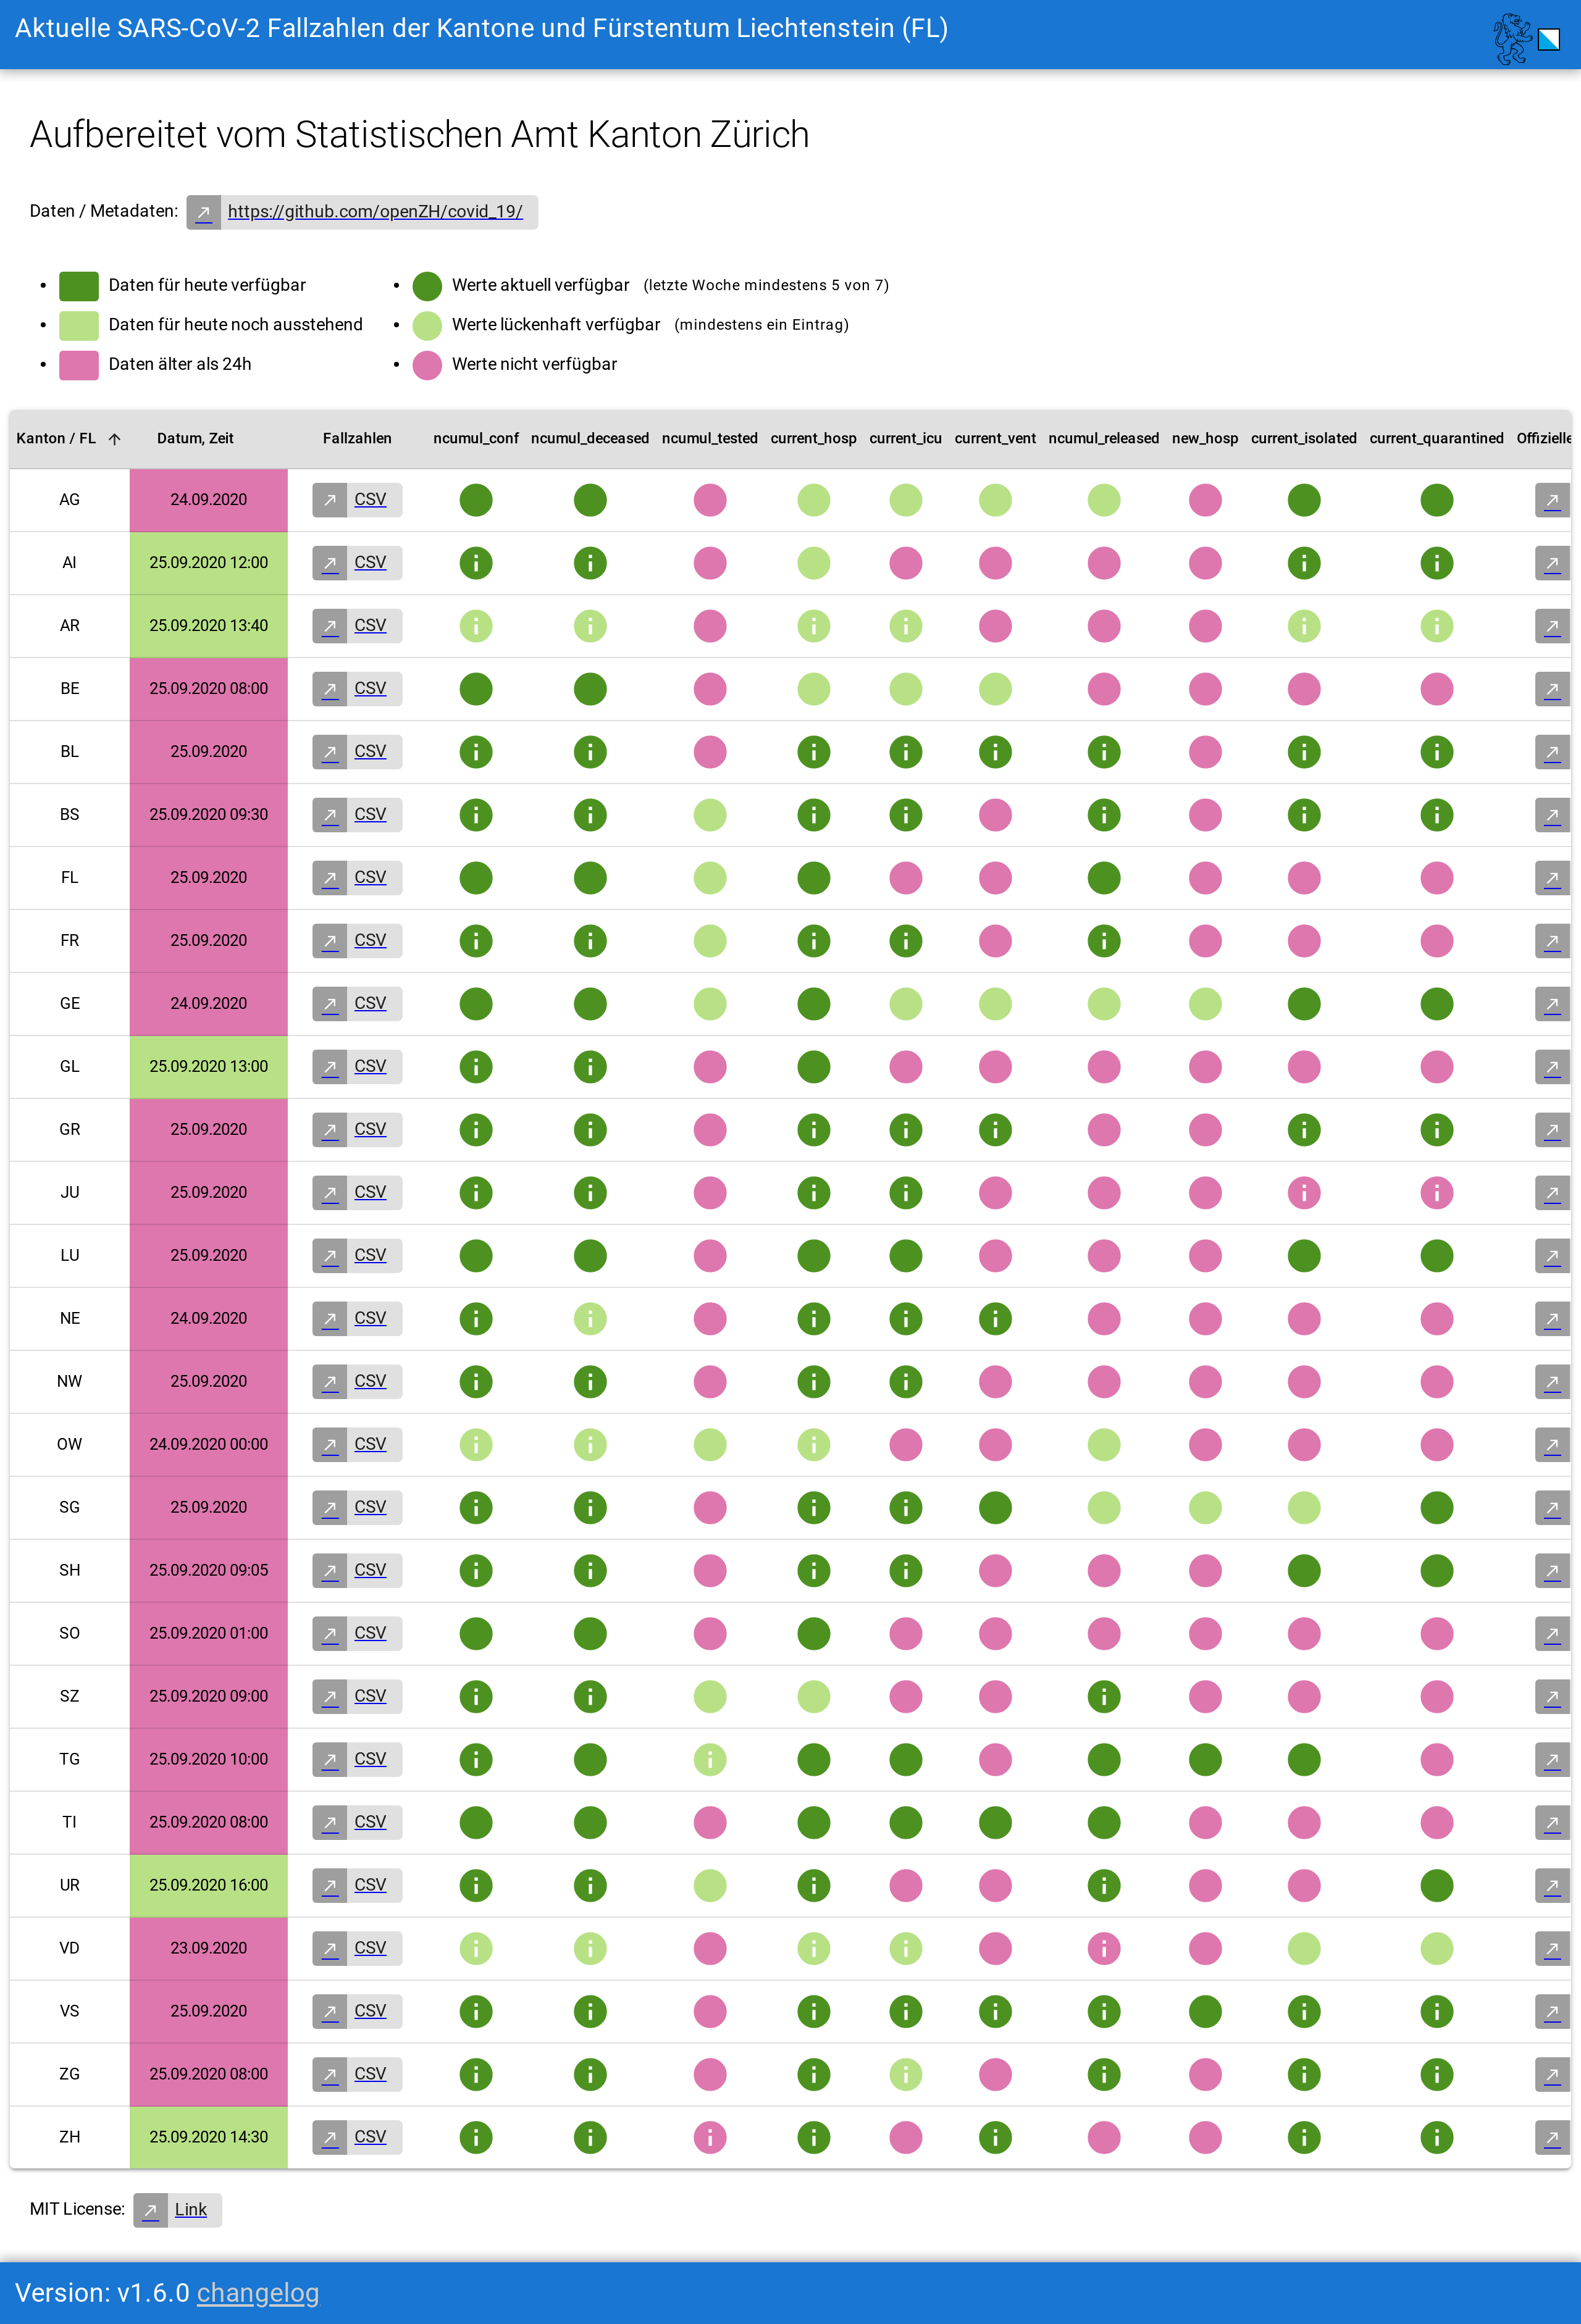 Aktuelle SARS-CoV-2 Fallzahlen der Kantone und Fürstentum Liechtenstein (FL)
Aufbereitet vom Statistischen Amt Kanton Zürich
Daten / Metadaten: https://github.com/openZH/covid_19/
Daten für heute verfügbar
Daten für heute noch ausstehend
Daten älter als 24h
Werte aktuell verfügbar (letzte Woche mindestens 5 von 7)
Werte lückenhaft verfügbar (mindestens ein Eintrag)
Werte nicht verfügbar
Kanton / FL Datum, Zeit Fallzahlen ncumul_conf ncumul_deceased ncumul_tested current_hosp current_icu current_vent ncumul_released new_hosp current_isolated current_quarantined Offizielle
AG 24.09.2020 CSV
AI 25.09.2020 12:00 CSV
AR 25.09.2020 13:40 CSV
BE 25.09.2020 08:00 CSV
BL 25.09.2020 CSV
BS 25.09.2020 09:30 CSV
FL 25.09.2020 CSV
FR 25.09.2020 CSV
GE 24.09.2020 CSV
GL 25.09.2020 13:00 CSV
GR 25.09.2020 CSV
JU 25.09.2020 CSV
LU 25.09.2020 CSV
NE 24.09.2020 CSV
NW 25.09.2020 CSV
OW 24.09.2020 00:00 CSV
SG 25.09.2020 CSV
SH 25.09.2020 09:05 CSV
SO 25.09.2020 01:00 CSV
SZ 25.09.2020 09:00 CSV
TG 25.09.2020 10:00 CSV
TI 25.09.2020 08:00 CSV
UR 25.09.2020 16:00 CSV
VD 23.09.2020 CSV
VS 25.09.2020 CSV
ZG 25.09.2020 08:00 CSV
ZH 25.09.2020 14:30 CSV
MIT License: Link
Version: v1.6.0 changelog